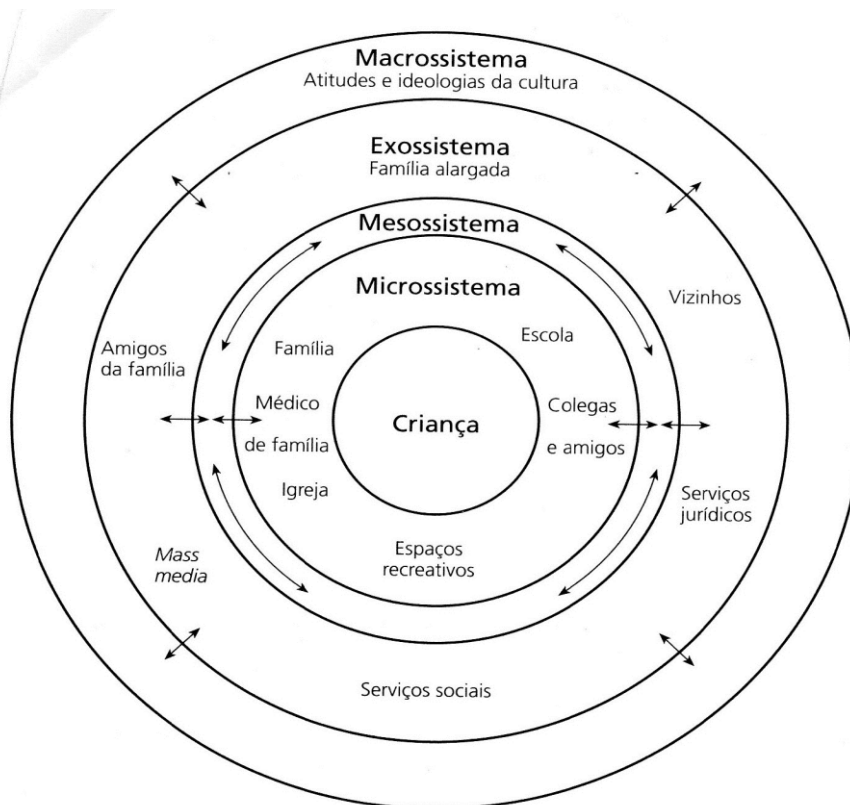 Macrossistema
Atitudes e ideologias da cultura
Exossistema
Família alargada
Mesossistema
Microssistema
Vizinhos
Escola
Família
Amigos
da família
Médico
de família
Criança
Colegas
e amigos
Igreja
Serviços
jurídicos
Mass
media
Espaços
recreativos
Serviços sociais